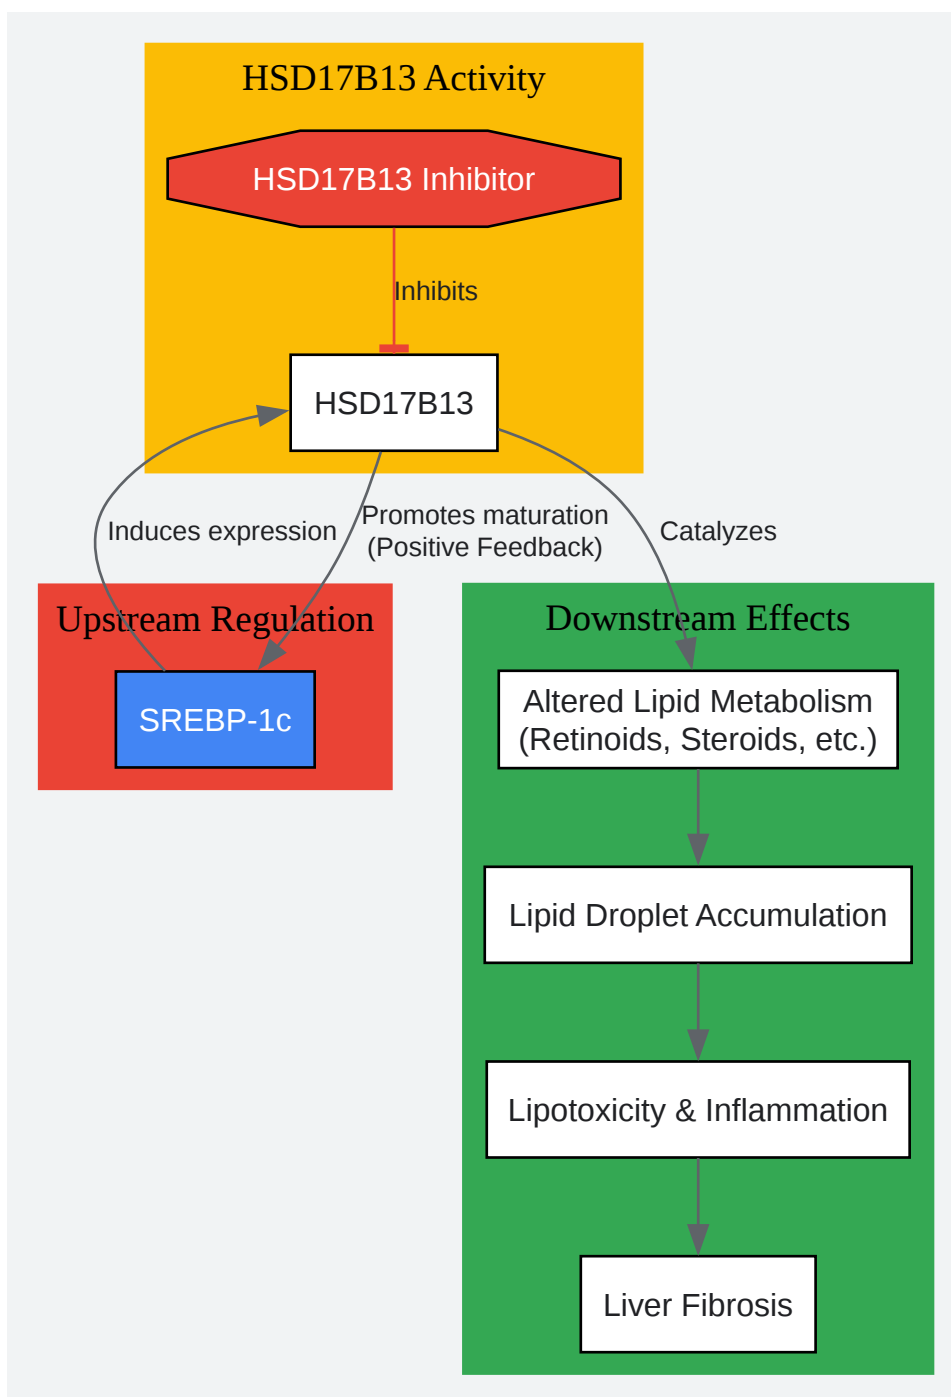 HSD17B13 Activity
HSD17B13 Inhibitor
Inhibits
HSD17B13
Induces expression
Promotes maturation
(Positive Feedback)
Catalyzes
Upstream Regulation
SREBP-1c
Downstream Effects
Altered Lipid Metabolism
(Retinoids, Steroids, etc.)
Lipid Droplet Accumulation
Lipotoxicity & Inflammation
Liver Fibrosis